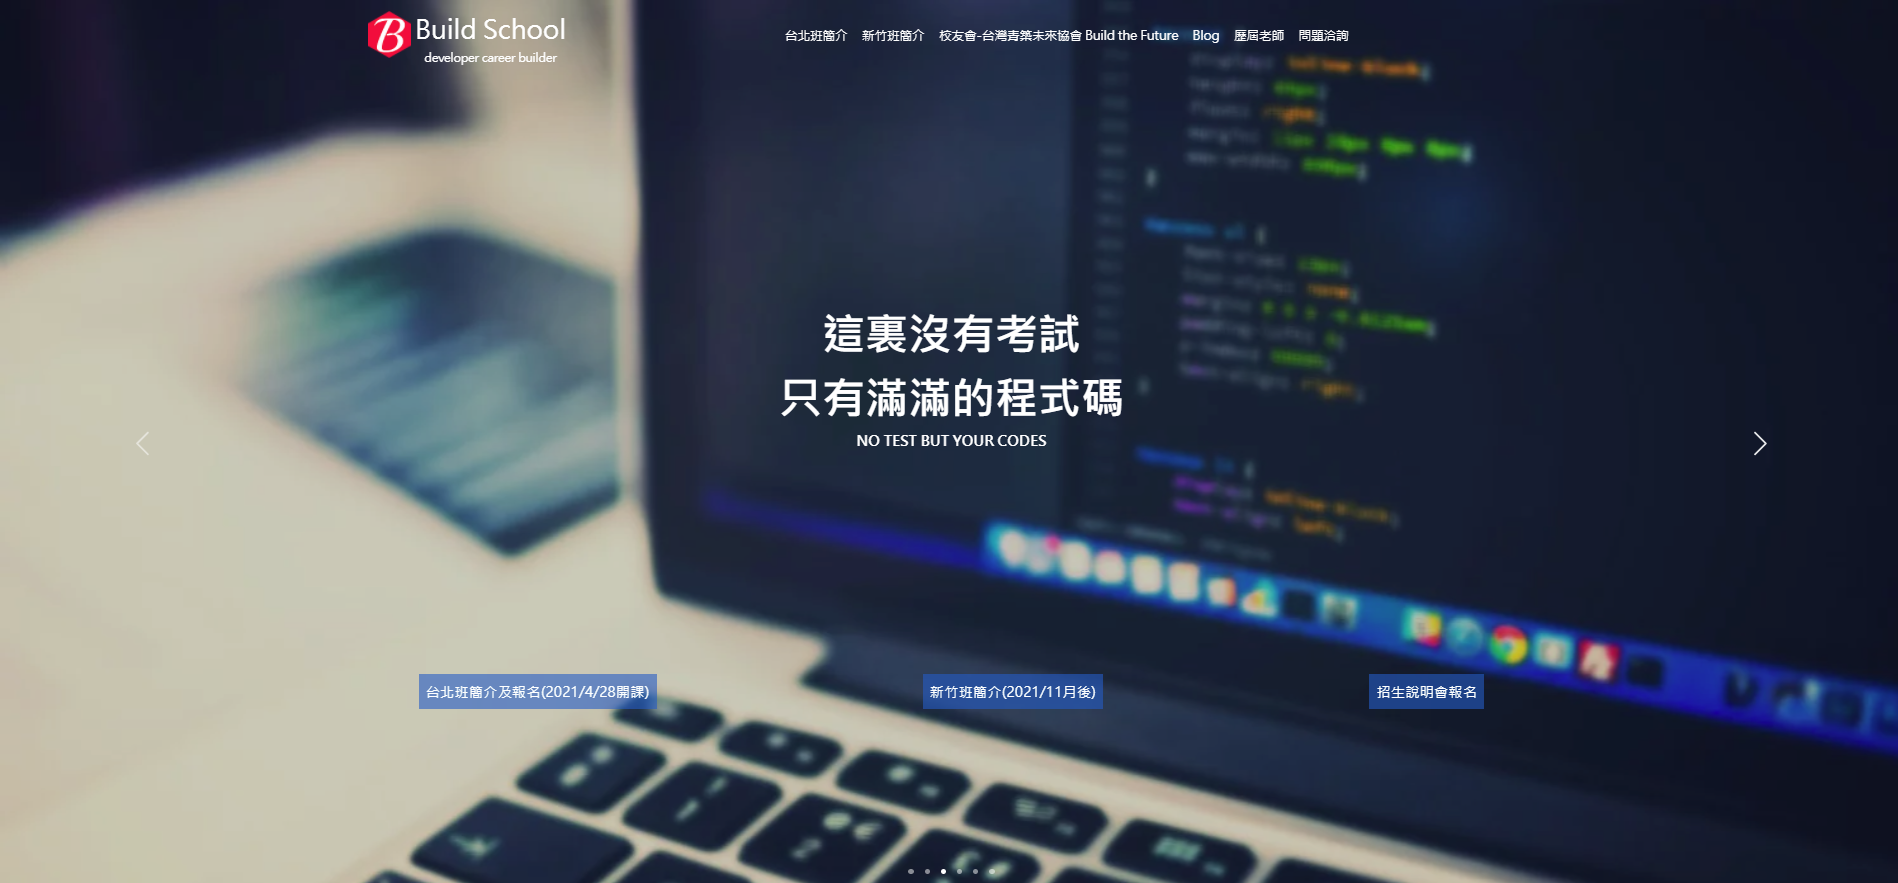 Build School
developer career builder
台北班簡介 新竹班簡介 校友會-台灣青築未來協會 Build the Future Blog 歷屆老師 問題洽詢
這裏沒有考試
只有滿滿的程式碼
NO TEST BUT YOUR CODES
台北班簡介及報名(2021/4/28開課) 新竹班簡介(2021/11月後) 招生說明會報名